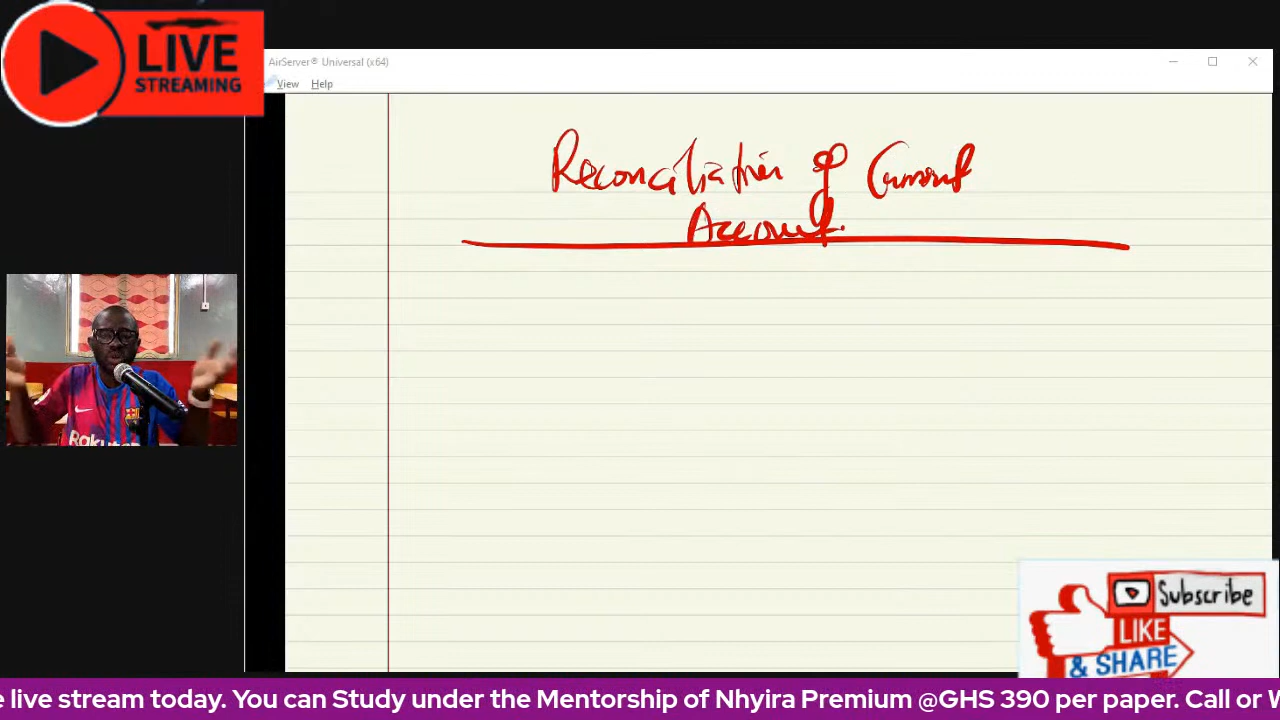 LIVE
STREAMING
AirServer® Universal (x64)
View Help
Reconciliation of Current
Account.
Rakuten
Subscribe
LIKE
& SHARE
e live stream today. You can Study under the Mentorship of Nhyira Premium @GHS 390 per paper. Call or W